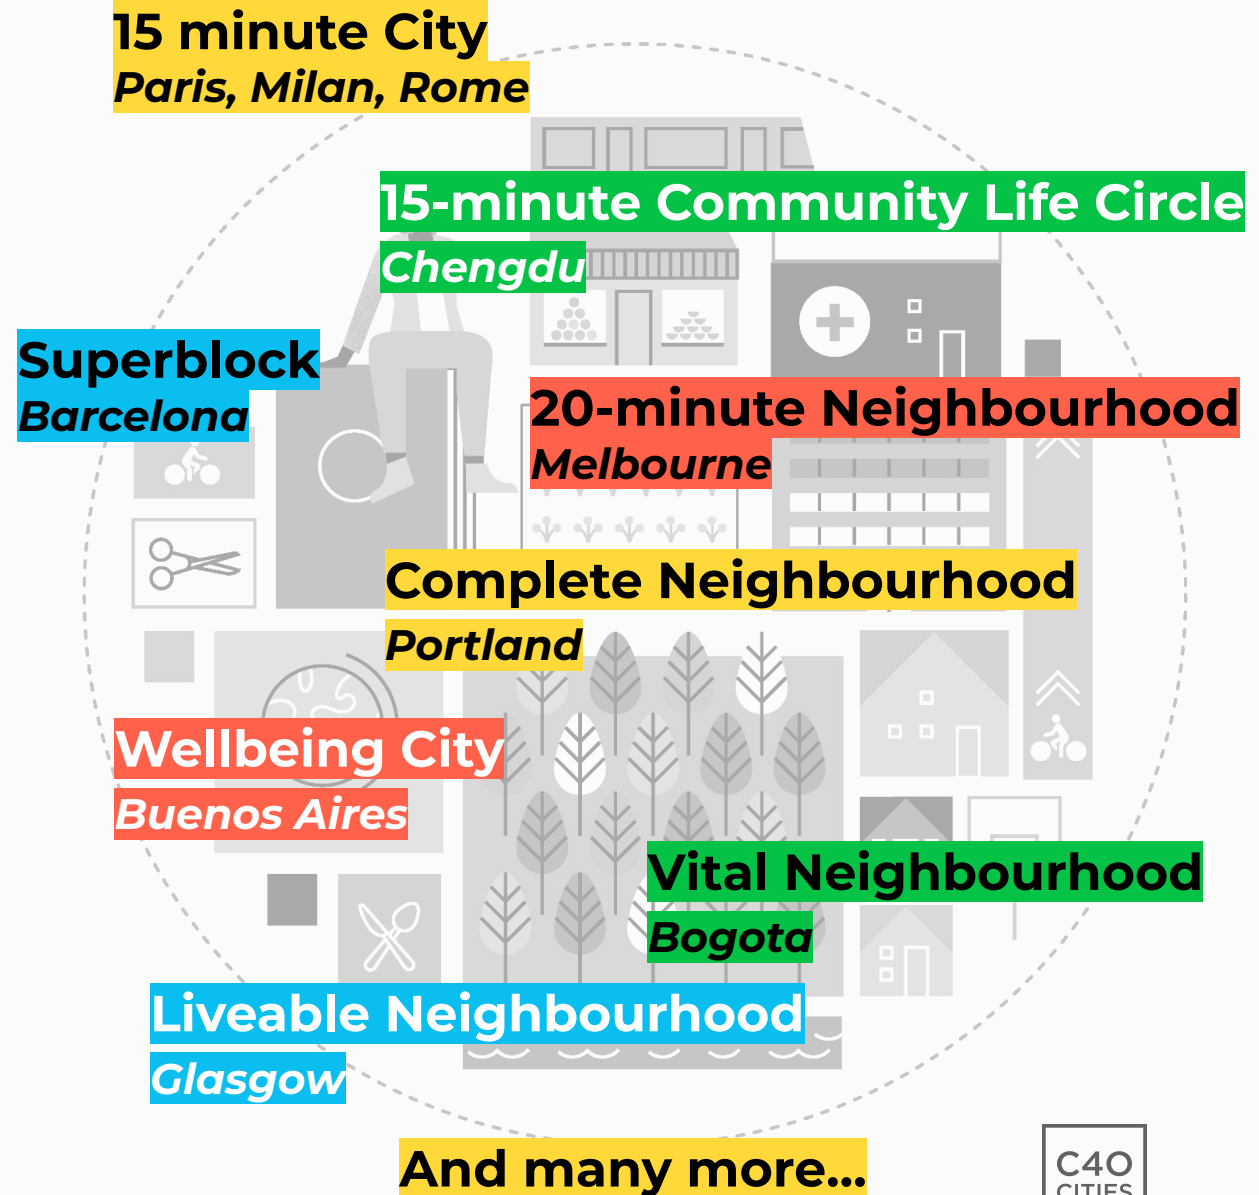 15 minute City
Paris, Milan, Rome
15-minute Community Life Circle
Chengdu
Superblock
Barcelona
20-minute Neighbourhood
Melbourne
Complete Neighbourhood
Portland
Wellbeing City
Buenos Aires
Vital Neighbourhood
Bogota
Liveable Neighbourhood
Glasgow
And many more...
C40
CITIES